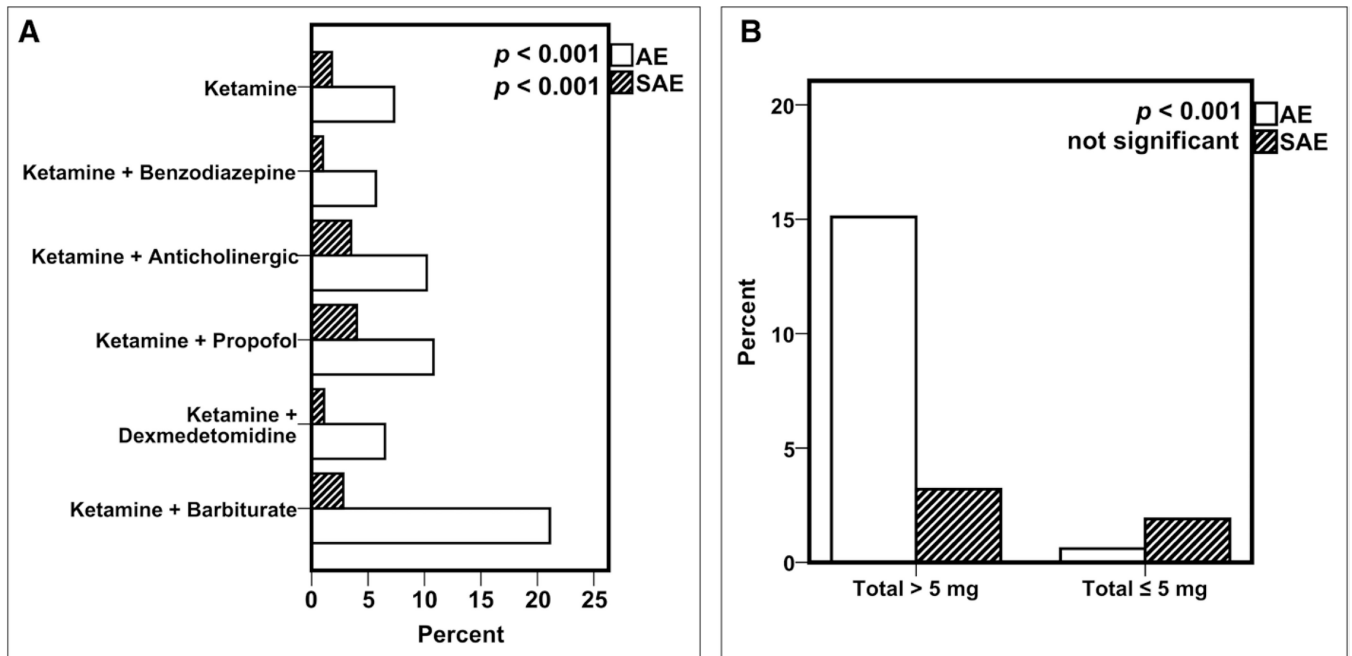 A
p < 0.001 AE
p < 0.001 SAE
Ketamine
Ketamine + Benzodiazepine
Ketamine + Anticholinergic
Ketamine + Propofol
Ketamine +
Dexmedetomidine
Ketamine + Barbiturate
0 5 10 15 20 25
Percent
B
p < 0.001 AE
not significant SAE
20
15
10
5
0
Percent
Total > 5 mg Total ≤ 5 mg